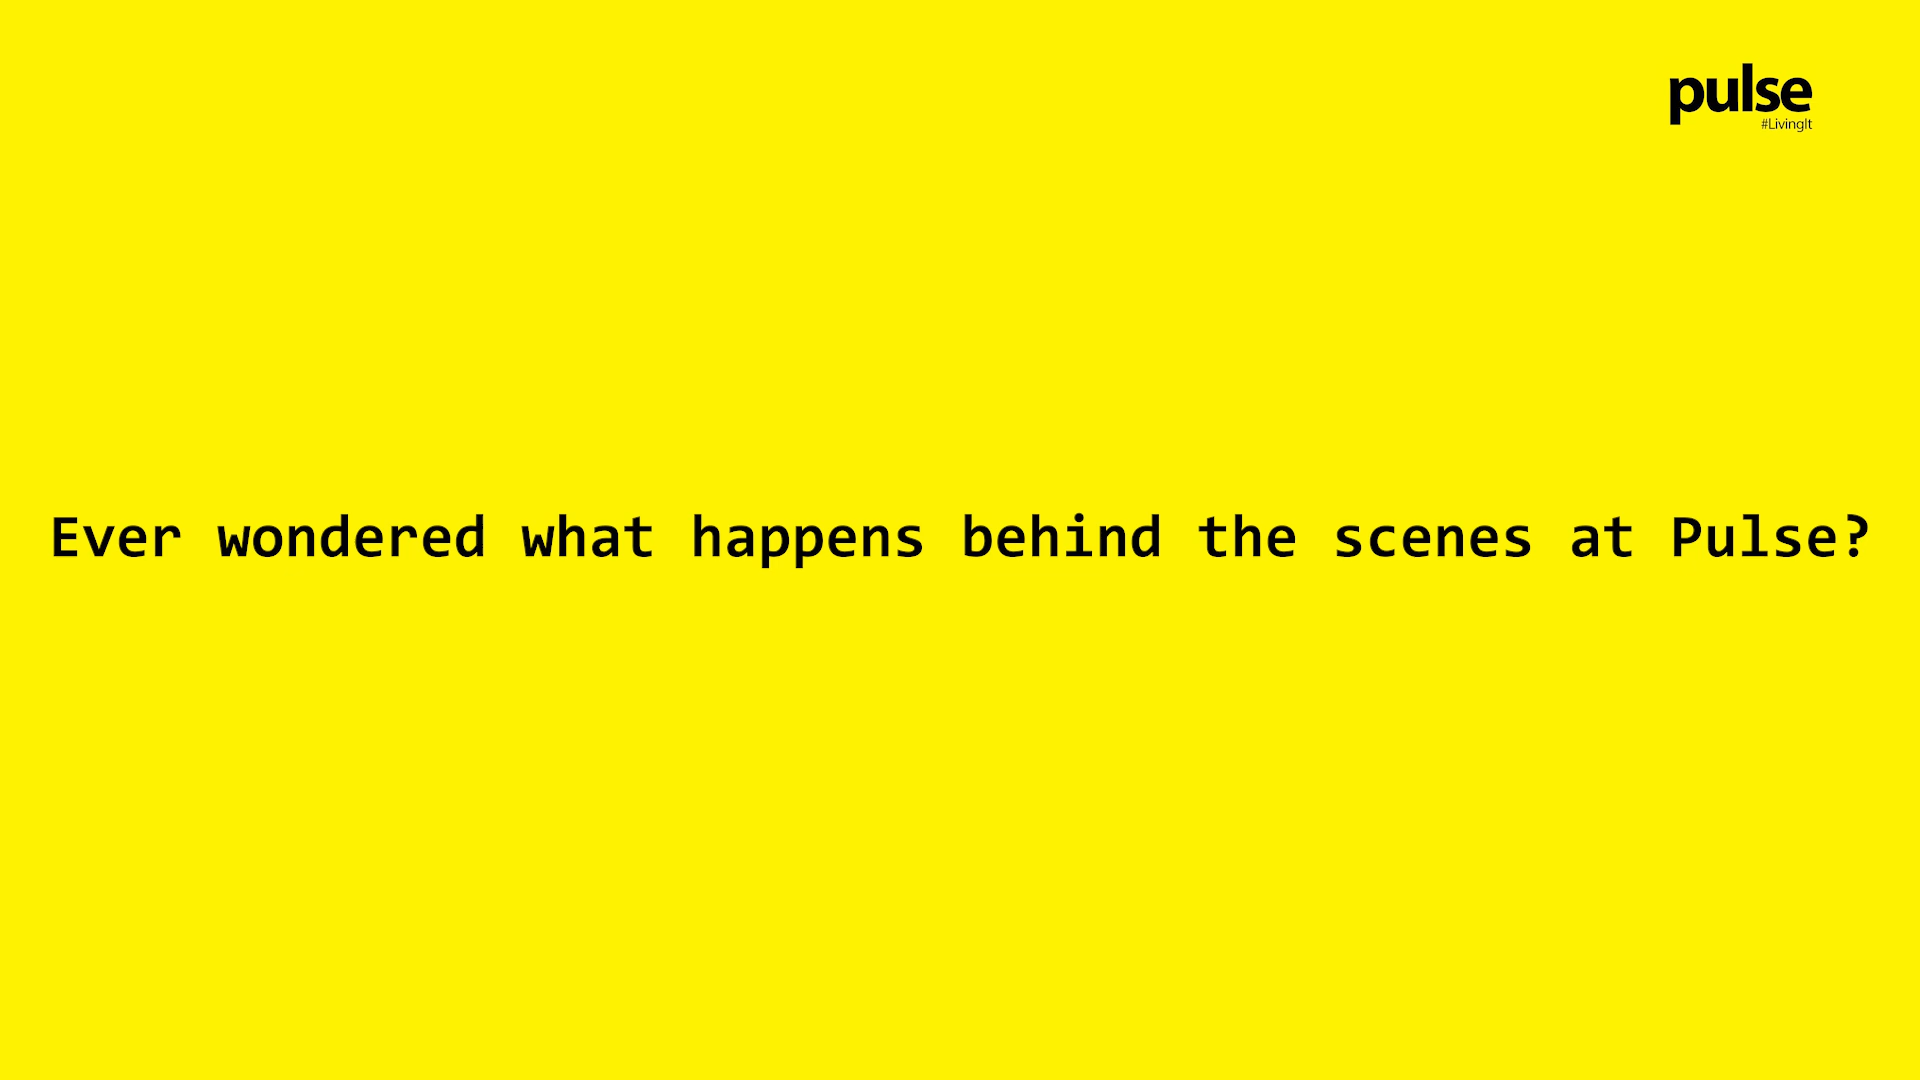 pulse
#LivingIt
Ever wondered what happens behind the scenes at Pulse?